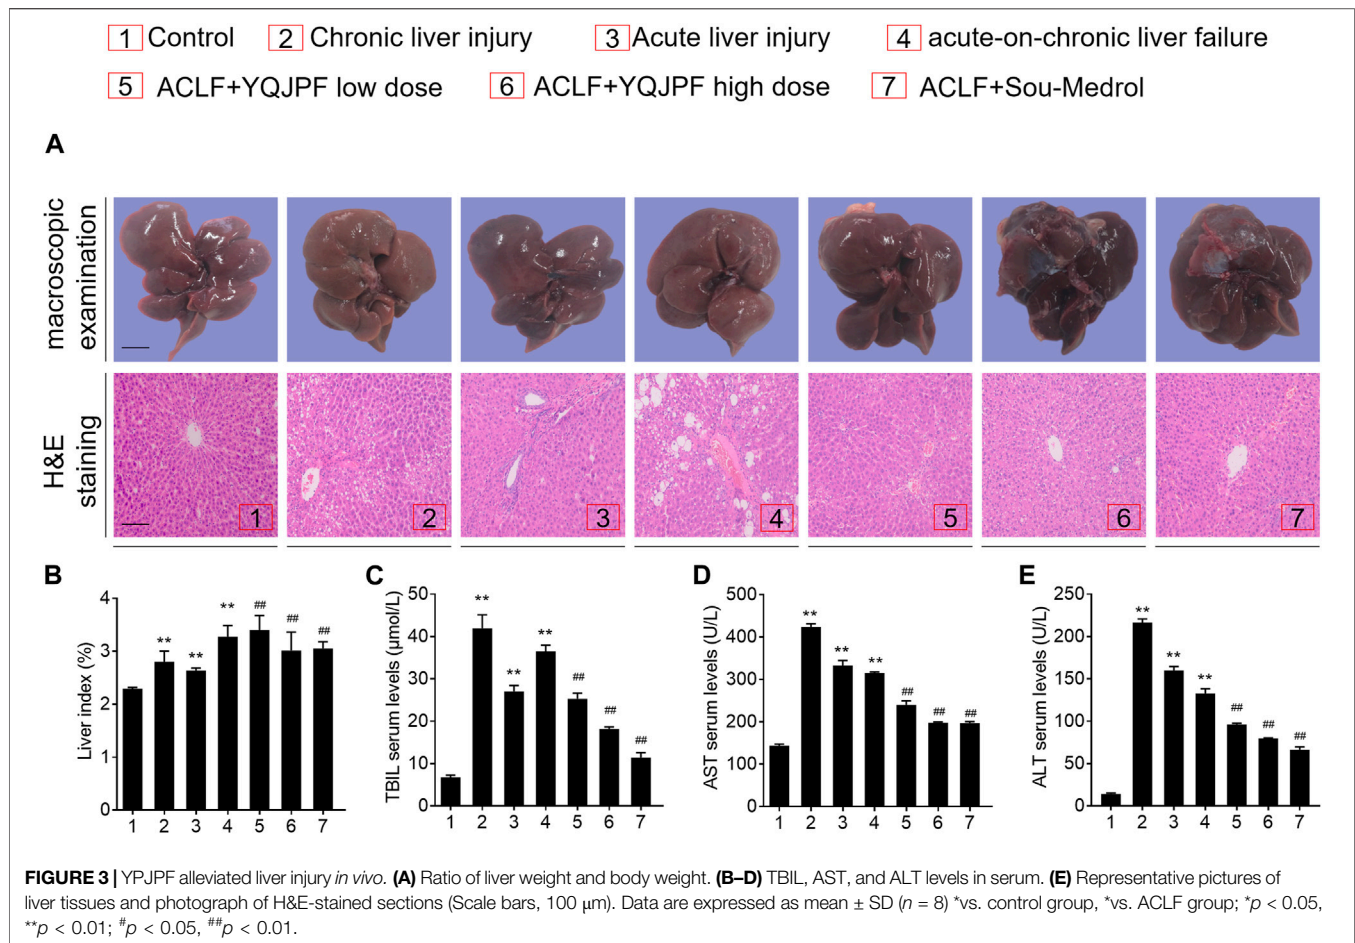 1 Control 2 Chronic liver injury 3 Acute liver injury 4 acute-on-chronic liver failure
5 ACLF+YQJPF low dose 6 ACLF+YQJPF high dose 7 ACLF+Sou-Medrol
A
macroscopic
examination
H&E
staining
1 2 3 4 5 6 7
B
Liver index (%)
4
3
2
1
0
** ** ** ## ## ##
1 2 3 4 5 6 7
C
TBIL serum levels (μmol/L)
50
40
30
20
10
0
** ** ** ## ## ##
1 2 3 4 5 6 7
D
AST serum levels (U/L)
500
400
300
200
100
0
** ** ** ## ## ##
1 2 3 4 5 6 7
E
ALT serum levels (U/L)
250
200
150
100
50
0
** ** ** ## ## ##
1 2 3 4 5 6 7
FIGURE 3 | YPJPF alleviated liver injury in vivo. (A) Ratio of liver weight and body weight. (B–D) TBIL, AST, and ALT levels in serum. (E) Representative pictures of
liver tissues and photograph of H&E-stained sections (Scale bars, 100 μm). Data are expressed as mean ± SD (n = 8) *vs. control group, *vs. ACLF group; *p < 0.05,
**p < 0.01; #p < 0.05, ##p < 0.01.